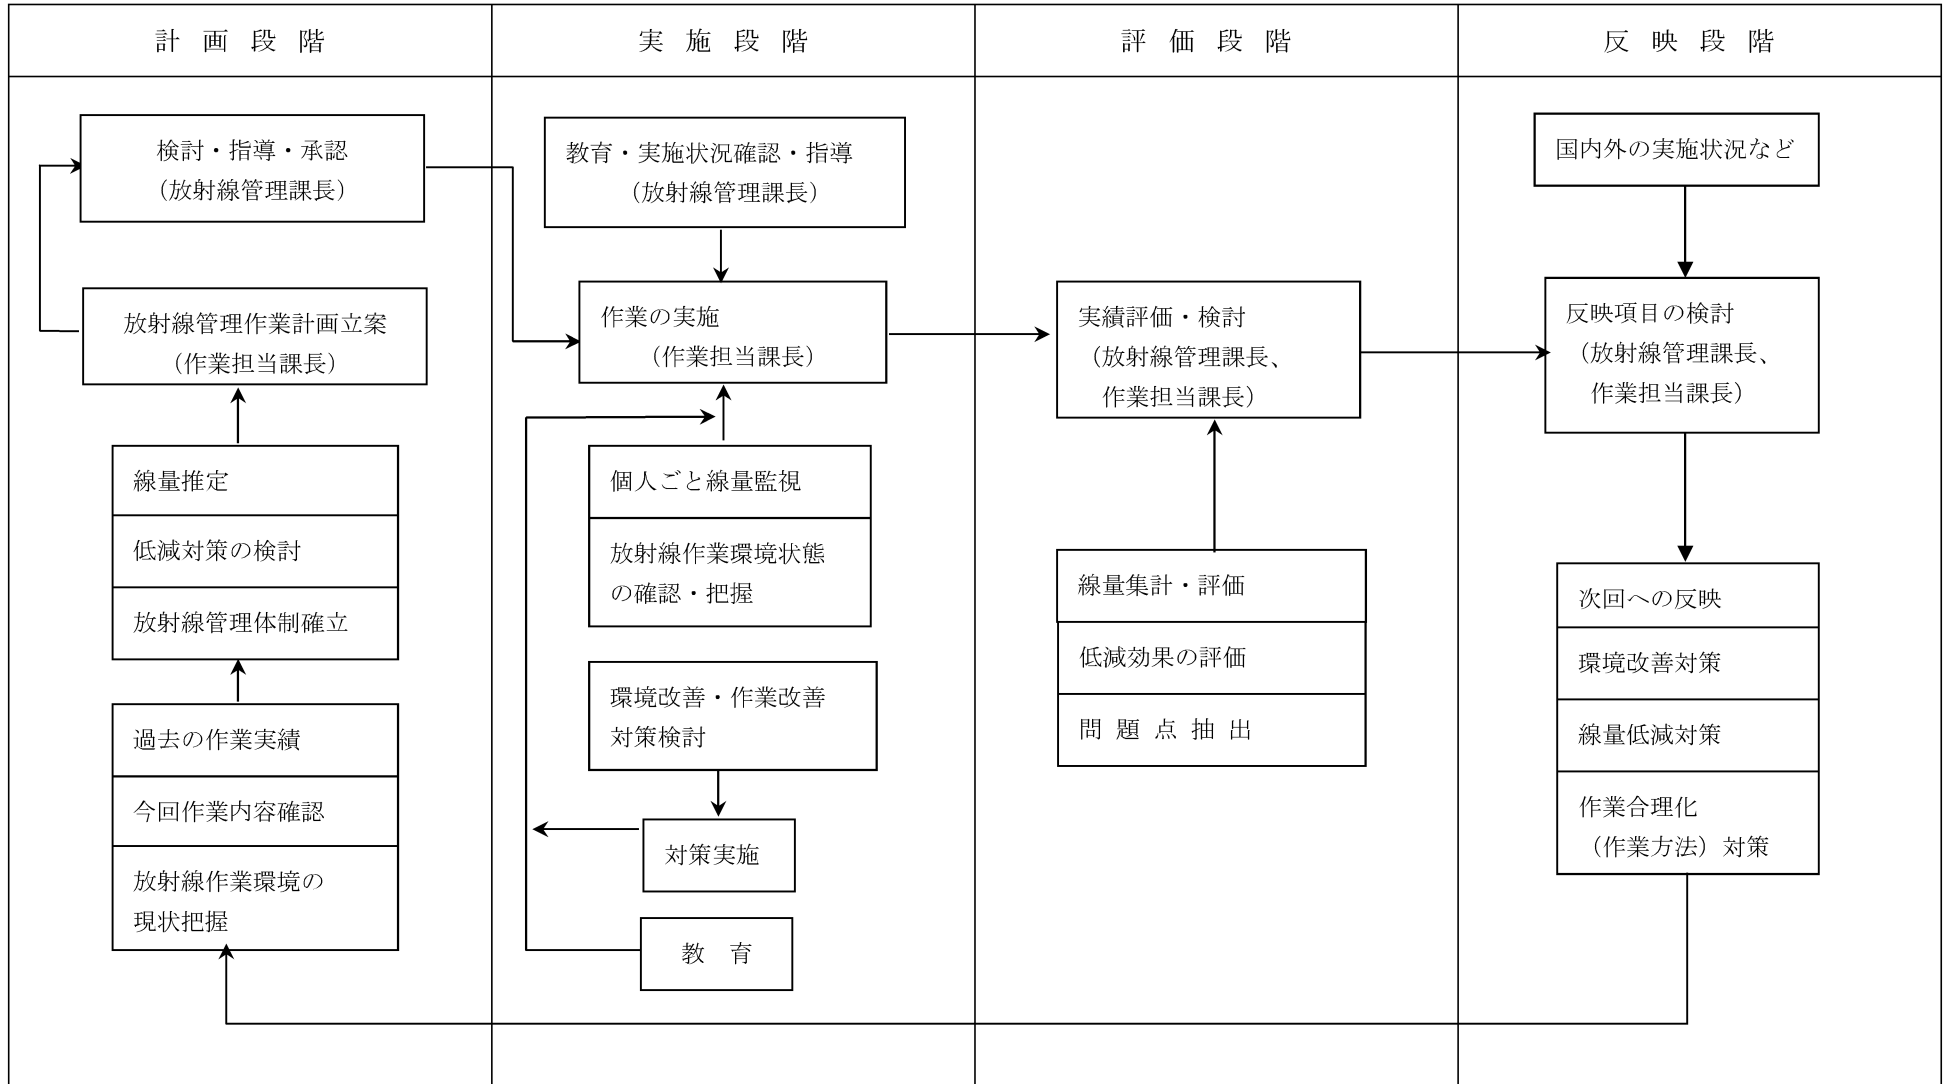 計画段階
実施段階
評価段階
反映段階
検討・指導・承認
（放射線管理課長）
放射線管理作業計画立案
（作業担当課長）
線量推定
低減対策の検討
放射線管理体制確立
過去の作業実績
今回作業内容確認
放射線作業環境の
現状把握
教育・実施状況確認・指導
（放射線管理課長）
作業の実施
（作業担当課長）
個人ごと線量監視
放射線作業環境状態
の確認・把握
環境改善・作業改善
対策検討
対策実施
教　育
実績評価・検討
（放射線管理課長、
作業担当課長）
線量集計・評価
低減効果の評価
問題点抽出
国内外の実施状況など
反映項目の検討
（放射線管理課長、
作業担当課長）
次回への反映
環境改善対策
線量低減対策
作業合理化
（作業方法）対策